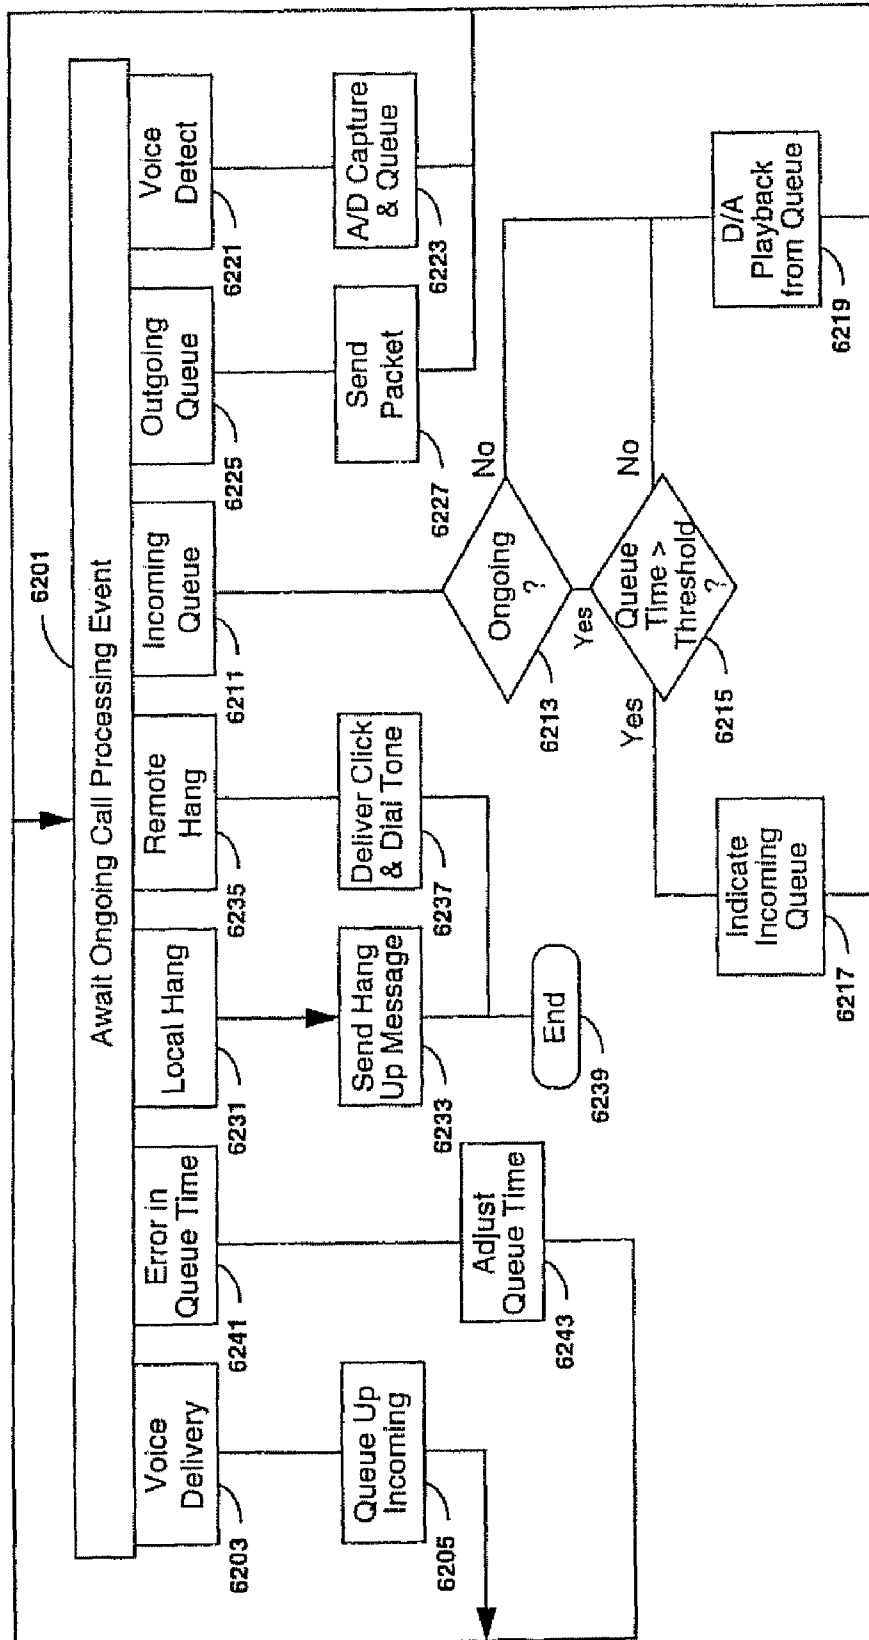 6201
Await Ongoing Call Processing Event
Voice
Delivery
6203
Error in
Queue Time
6241
Local Hang
6231
Remote
Hang
6235
Incoming
Queue
6211
Outgoing
Queue
6225
Voice
Detect
6221
Queue Up
Incoming
6205
Send Hang
Up Message
6233
Deliver Click
& Dial Tone
6237
Send
Packet
6227
A/D Capture
& Queue
6223
Adjust
Queue Time
6243
End
6239
Ongoing
?
6213
No
Yes
Queue
Time >
Threshold
?
6215
Yes
No
Indicate
Incoming
Queue
6217
D/A
Playback
from Queue
6219